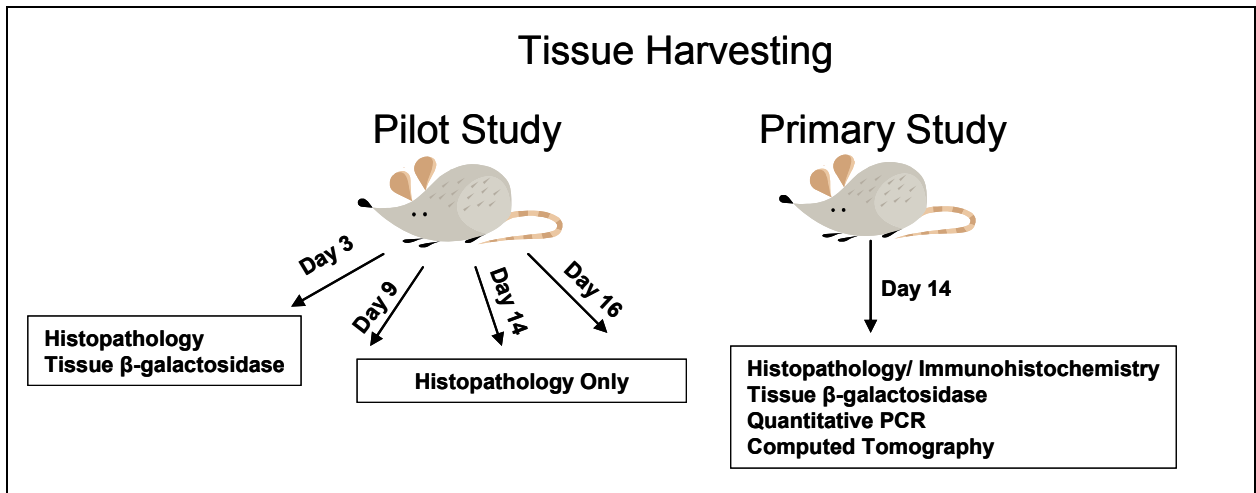 Tissue Harvesting
Pilot Study
Primary Study
Day 3
Day 9
Day 14
Day 16
Day 14
Histopathology
Tissue β-galactosidase
Histopathology Only
Histopathology/ Immunohistochemistry
Tissue β-galactosidase
Quantitative PCR
Computed Tomography